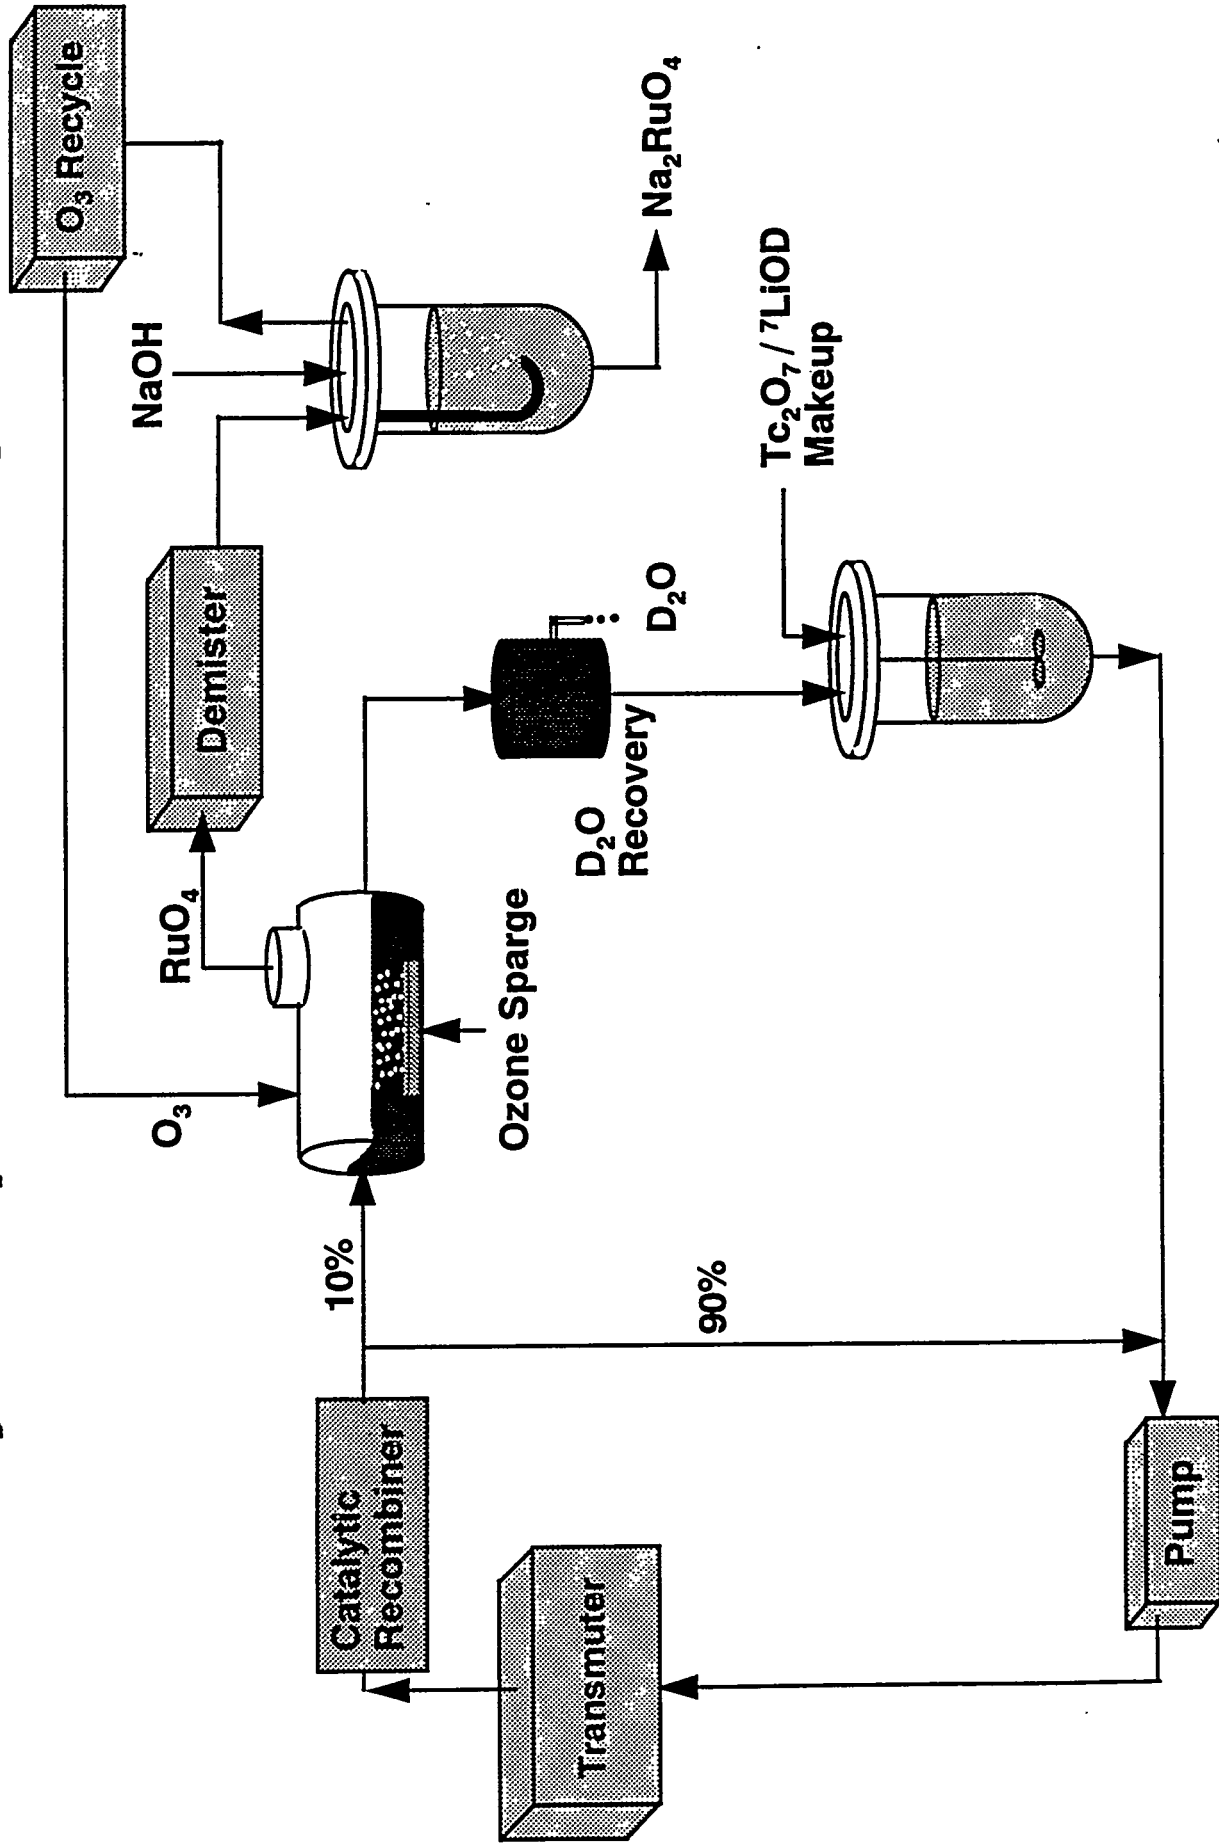 O₃ Recycle
NaOH
Na₂RuO₄
Demister
RuO₄
O₃
Ozone Sparge
D₂O
Recovery
D₂O
Tc₂O₇ / ⁷LiOD
Makeup
10%
90%
Catalytic
Recombiner
Transmuter
Pump